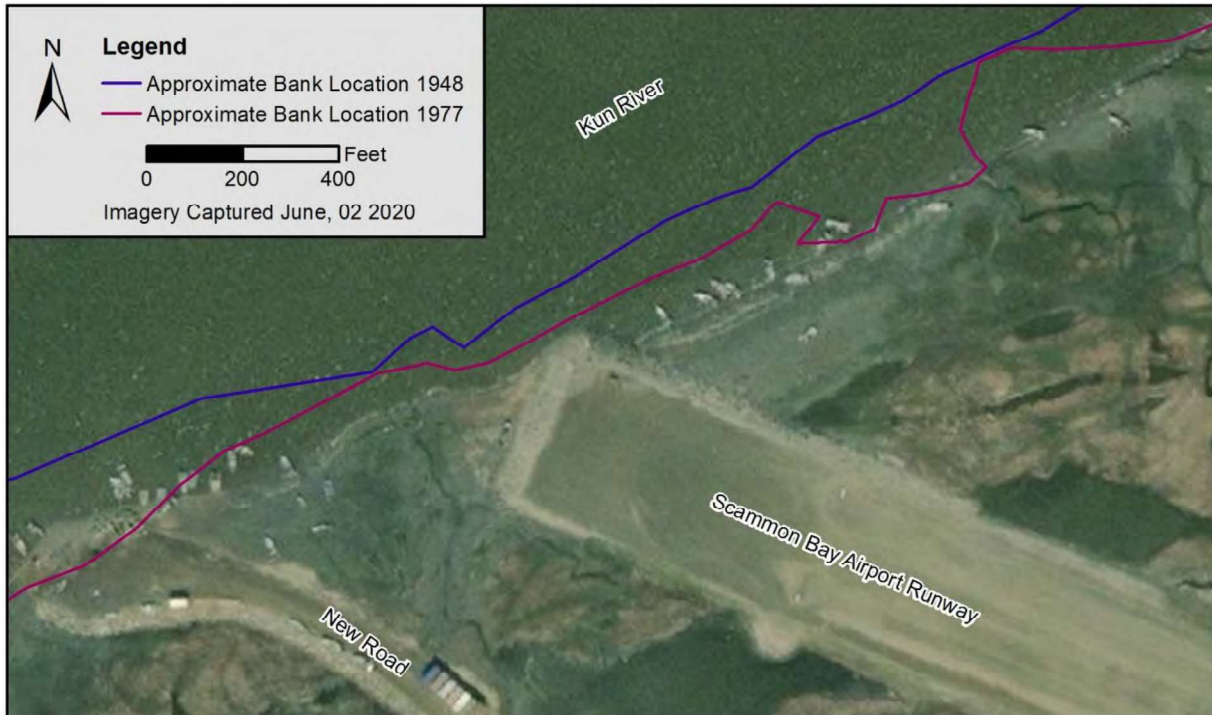 N
Legend
Approximate Bank Location 1948
Approximate Bank Location 1977
Feet
0 200 400
Imagery Captured June, 02 2020
Kun River
Scammon Bay Airport Runway
New Road